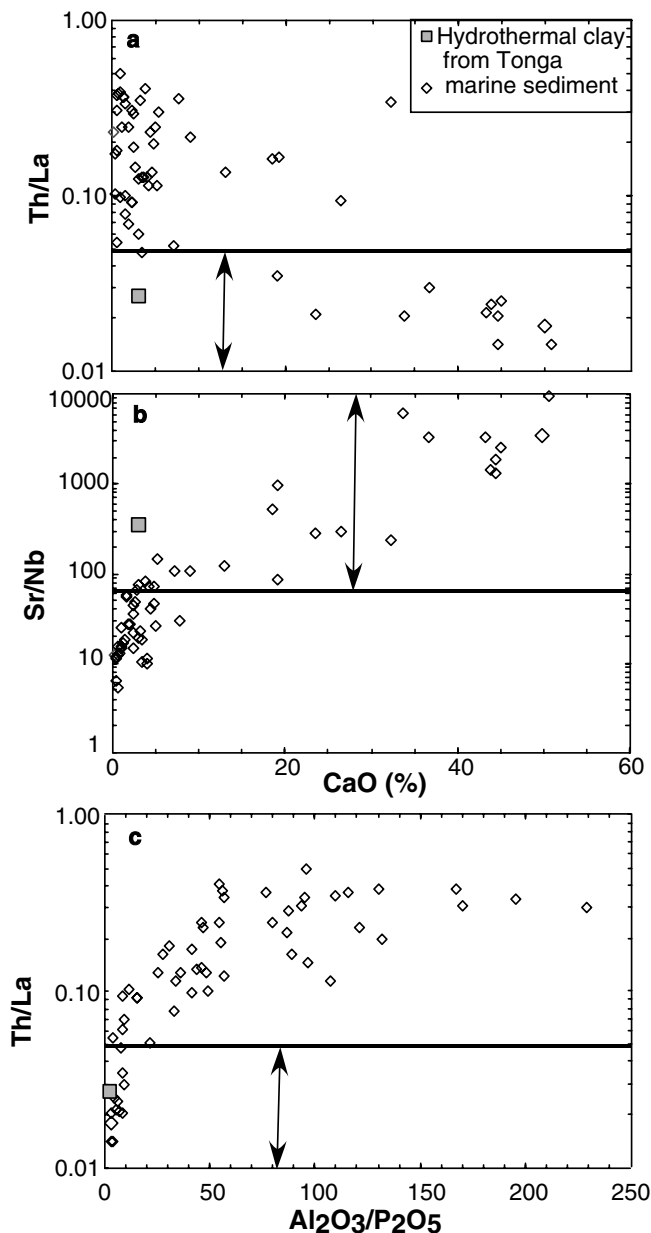 1.00
a
Hydrothermal clay
from Tonga
marine sediment
Th/La
0.10
0.01
10000
b
1000
Sr/Nb
100
10
1
0 20 40 60
CaO (%)
1.00
c
Th/La
0.10
0.01
0 50 100 150 200 250
Al2O3/P2O5